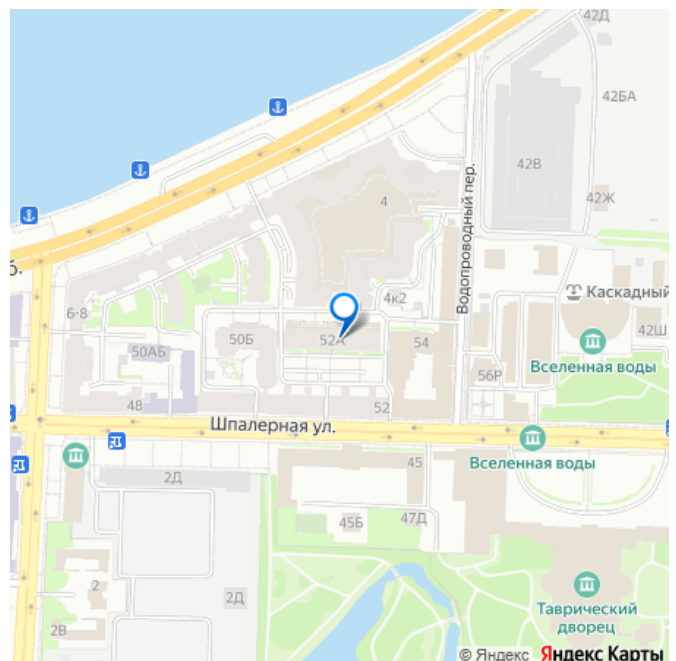 42Д
42БА
42В
42Ж
Водопроводный пер.
4
б.
4к2
Каскадный
6-8
50АБ
50Б
52А
54
42Ш
56Р
Вселенная воды
48
52
Шпалерная ул.
Вселенная воды
2Д
45
45Б
47Д
2
2Д
2В
Таврический
дворец
© Яндекс Яндекс Карты